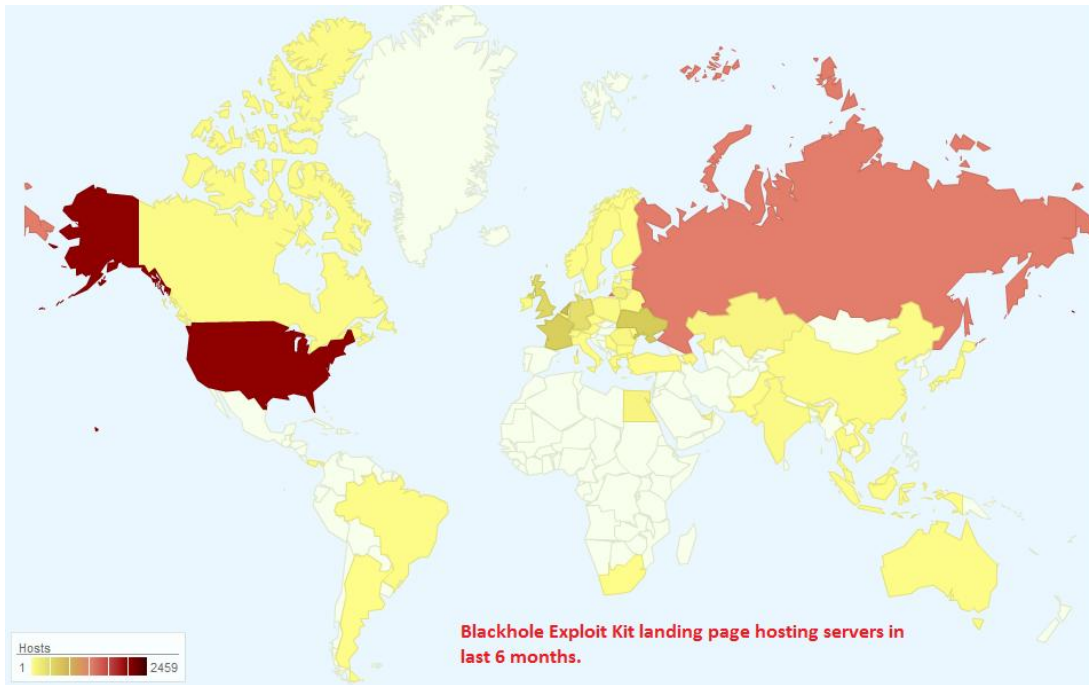 Blackhole Exploit Kit landing page hosting servers in
last 6 months.
Hosts
1 2459